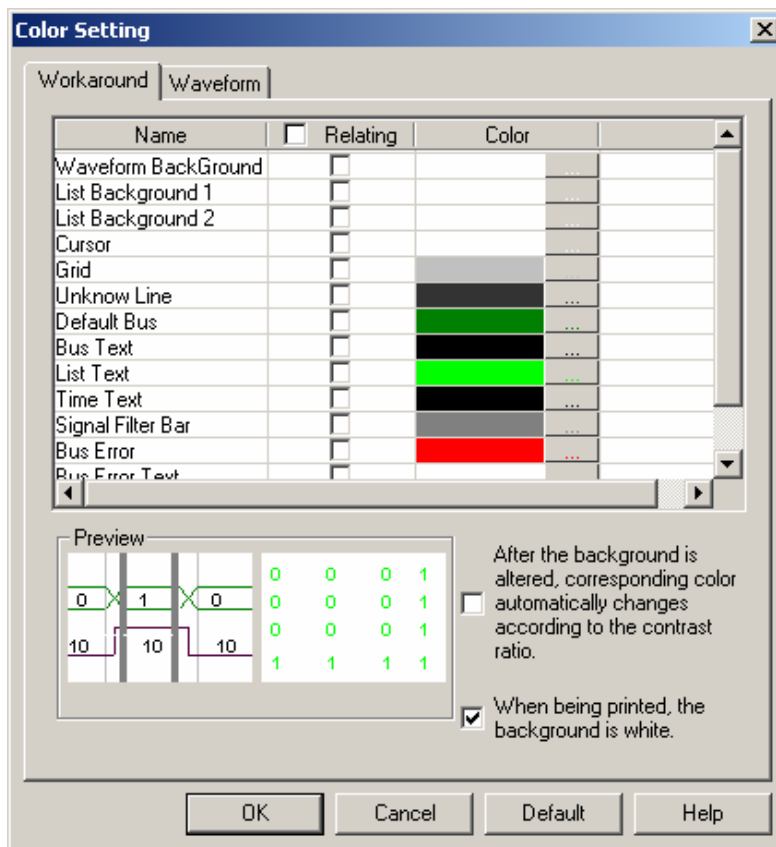 Color Setting
Workaround Waveform
Name Relating Color
Waveform BackGround ...
List Background 1 ...
List Background 2 ...
Cursor ...
Grid ...
Unknow Line ...
Default Bus ...
Bus Text ...
List Text ...
Time Text ...
Signal Filter Bar ...
Bus Error ...
Bus Error Text
Preview
0 1 0
10 10 10
0 0 0 1
0 0 0 1
0 0 0 1
1 1 1 1
After the background is
altered, corresponding color
automatically changes
according to the contrast
ratio.
When being printed, the
background is white.
OK Cancel Default Help